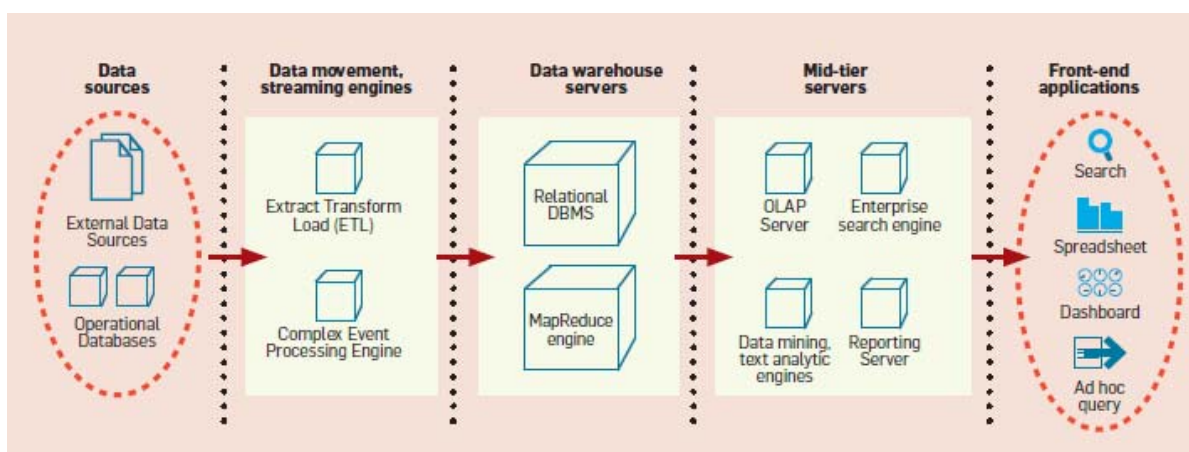 Data
sources
Data movement,
streaming engines
Data warehouse
servers
Mid-tier
servers
Front-end
applications
External Data
Sources
Operational
Databases
Extract Transform
Load (ETL)
Complex Event
Processing Engine
Relational
DBMS
MapReduce
engine
OLAP
Server
Enterprise
search engine
Data mining,
text analytic
engines
Reporting
Server
Search
Spreadsheet
Dashboard
Ad hoc
query